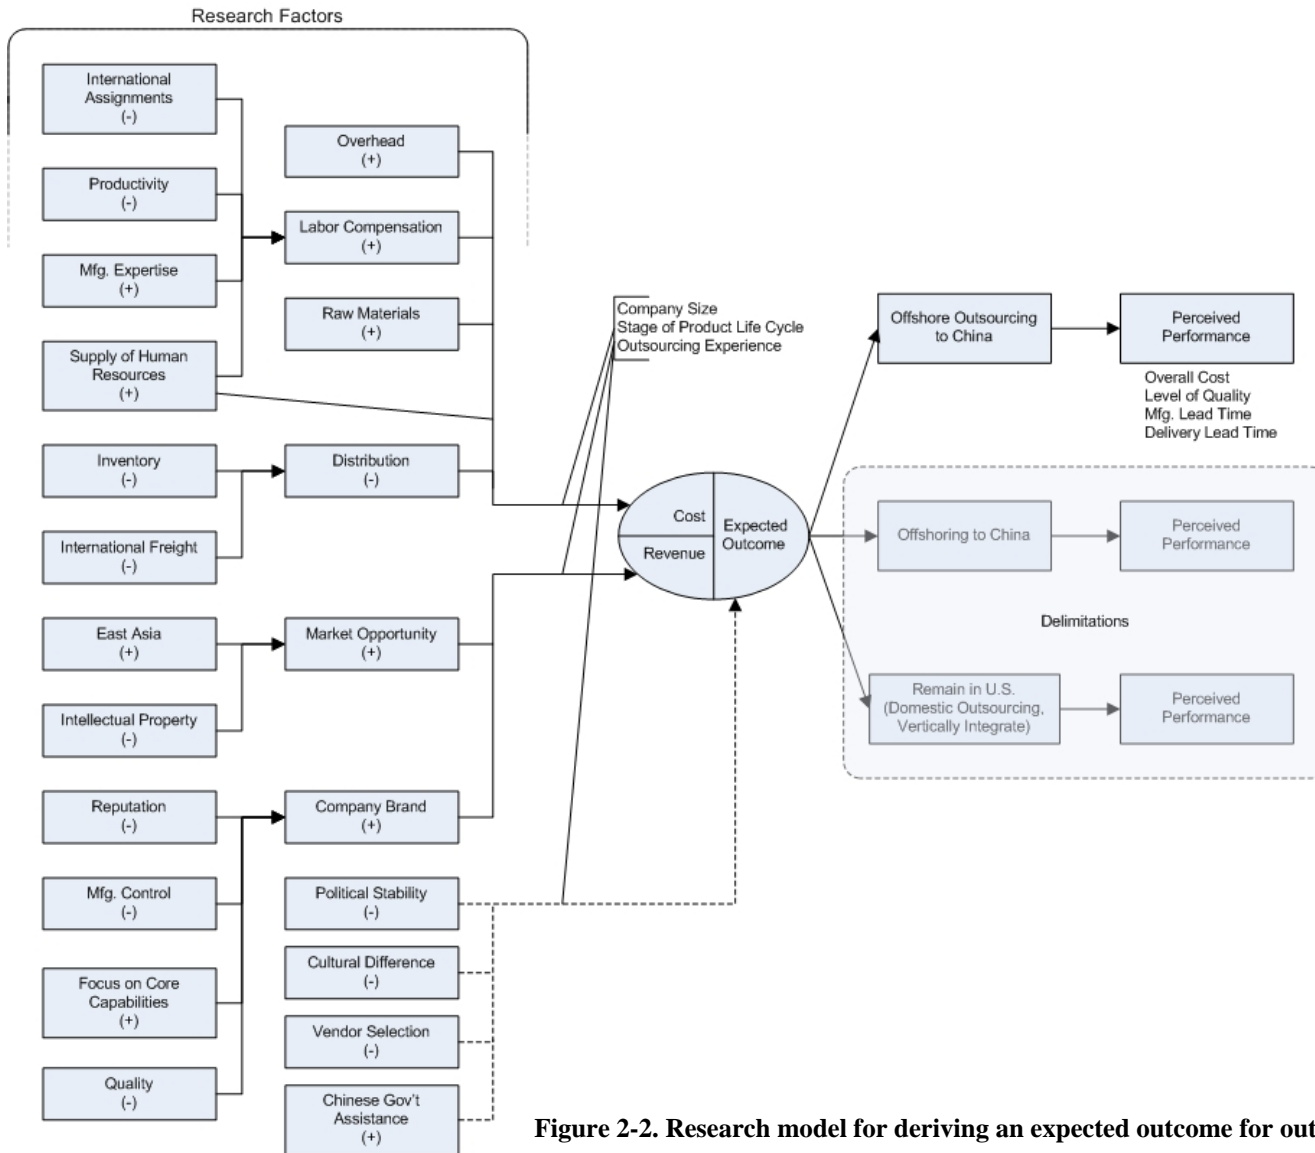 Research Factors
International
Assignments
(-)
Productivity
(-)
Mfg. Expertise
(+)
Supply of Human
Resources
(+)
Inventory
(-)
International Freight
(-)
East Asia
(+)
Intellectual Property
(-)
Reputation
(-)
Mfg. Control
(-)
Focus on Core
Capabilities
(+)
Quality
(-)
Overhead
(+)
Labor Compensation
(+)
Raw Materials
(+)
Distribution
(-)
Market Opportunity
(+)
Company Brand
(+)
Political Stability
(-)
Cultural Difference
(-)
Vendor Selection
(-)
Chinese Gov't
Assistance
(+)
Company Size
Stage of Product Life Cycle
Outsourcing Experience
Cost
Revenue
Expected
Outcome
Offshore Outsourcing
to China
Perceived
Performance
Overall Cost
Level of Quality
Mfg. Lead Time
Delivery Lead Time
Offshoring to China
Perceived
Performance
Delimitations
Remain in U.S.
(Domestic Outsourcing,
Vertically Integrate)
Perceived
Performance
Figure 2-2. Research model for deriving an expected outcome for out